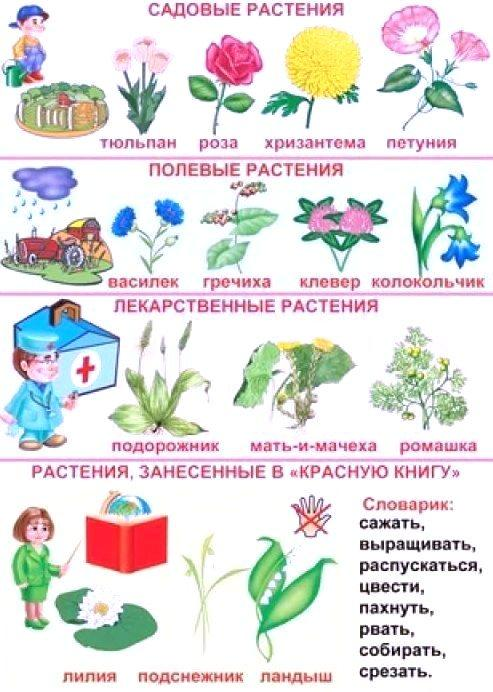 САДОВЫЕ РАСТЕНИЯ
тюльпан роза хризантема петуния
ПОЛЕВЫЕ РАСТЕНИЯ
василек гречиха клевер колокольчик
ЛЕКАРСТВЕННЫЕ РАСТЕНИЯ
подорожник мать-и-мачеха ромашка
РАСТЕНИЯ, ЗАНЕСЕННЫЕ В «КРАСНУЮ КНИГУ»
лилия подснежник ландыш
Словарик:
сажать,
выращивать,
распускаться,
цвести,
пахнуть,
рвать,
собирать,
срезать.